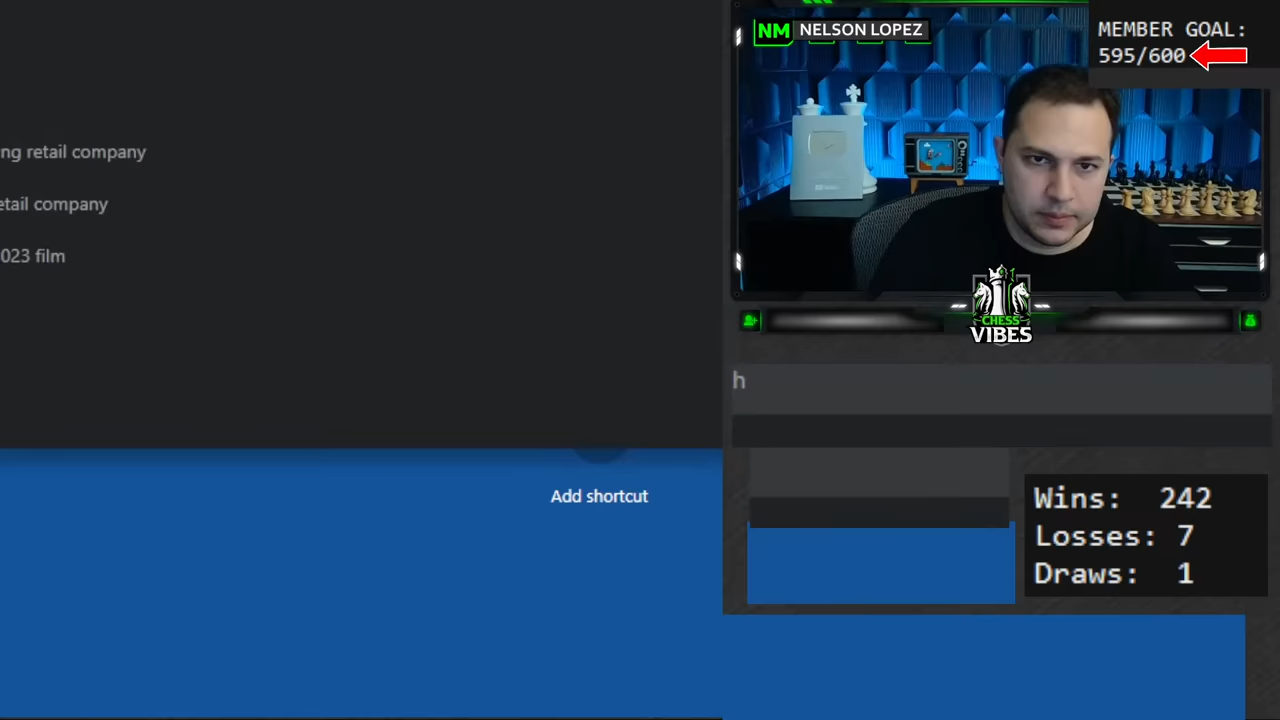 ng retail company
etail company
023 film
Add shortcut
NM NELSON LOPEZ
MEMBER GOAL:
595/600
CHESS
VIBES
h
Wins: 242
Losses: 7
Draws: 1